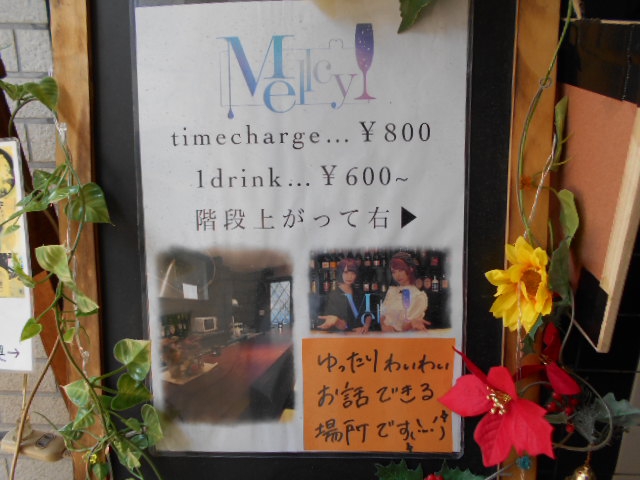 Mellcy
timecharge...￥800
1drink...￥600~
階段上がって右▶
ゆったりわいわい
お話できる
場所です